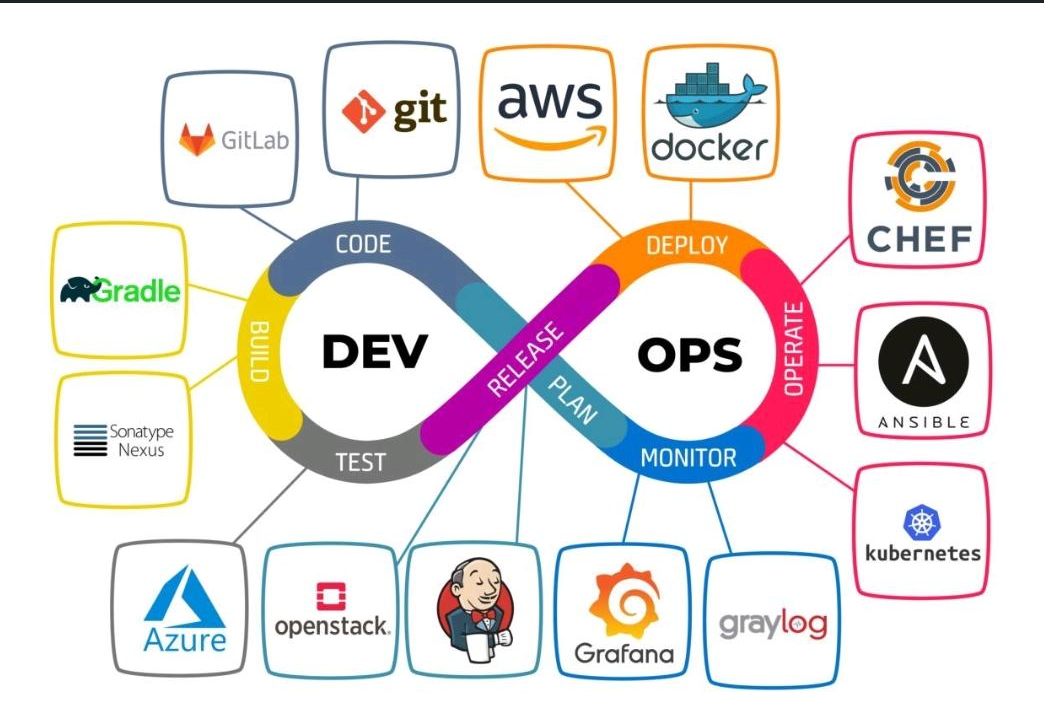 GitLab
git
aws
docker
CHEF
Gradle
Sonatype
Nexus
CODE
DEPLOY
BUILD
DEV
RELEASE
PLAN
OPS
OPERATE
TEST
MONITOR
ANSIBLE
kubernetes
Azure
openstack.
Grafana
graylog